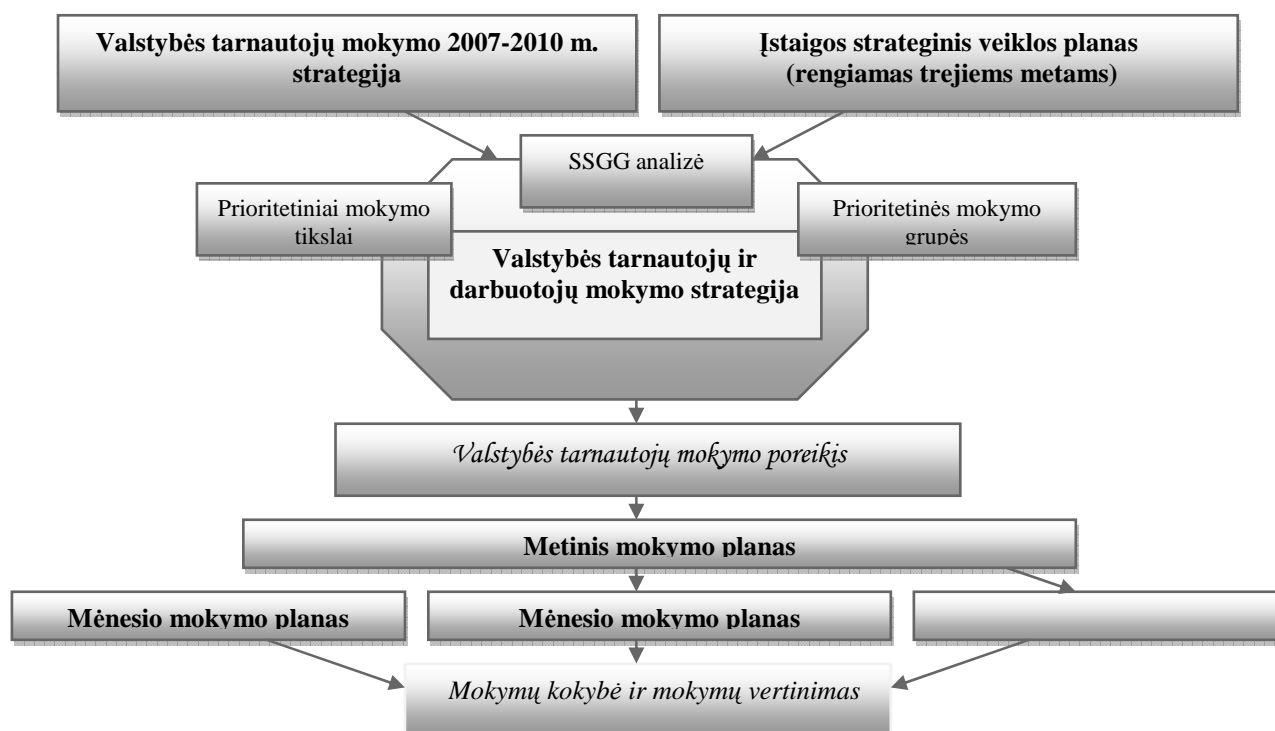 Valstybės tarnautojų mokymo 2007-2010 m.
strategija
Įstaigos strateginis veiklos planas
(rengiamas trejiems metams)
SSGG analizė
Prioritetiniai mokymo
tikslai
Prioritetinės mokymo
grupės
Valstybės tarnautojų ir
darbuotojų mokymo strategija
Valstybės tarnautojų mokymo poreikis
Metinis mokymo planas
Mėnesio mokymo planas
Mėnesio mokymo planas
Mokymų kokybė ir mokymų vertinimas